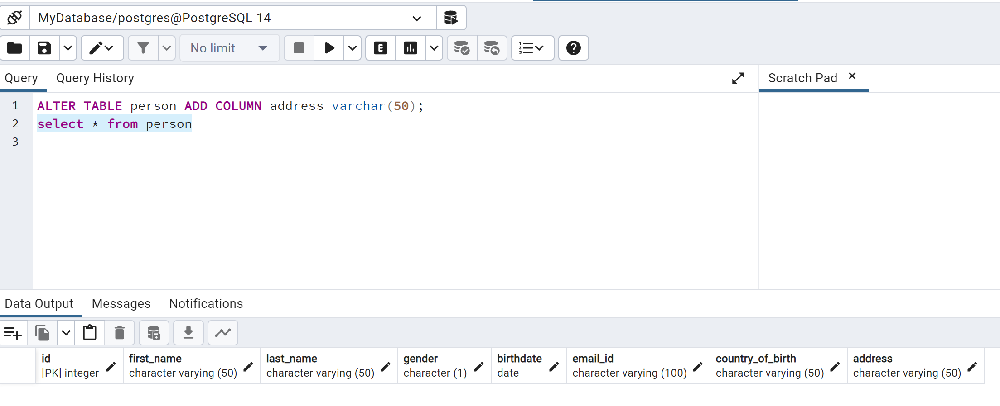 MyDatabase/postgres@PostgreSQL 14
No limit
E
Query Query History
Scratch Pad
1 ALTER TABLE person ADD COLUMN address varchar(50);
2 select * from person
3
Data Output Messages Notifications
id first_name last_name gender birthdate email_id country_of_birth address
[PK] integer character varying (50) character varying (50) character (1) date character varying (100) character varying (50) character varying (50)